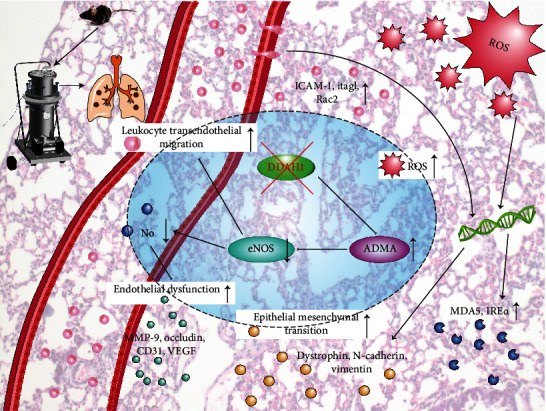 ROS
ICAM-1, itagl,
Rac2
Leukocyte transendothelial
migration
DDAH1
ROS
No
eNOS
ADMA
Endothelial dysfunction
MMP-9, occludin,
CD31, VEGF
Epithelial mesenchymal
transition
Dystrophin, N-cadherin,
vimentin
MDA5, IREα